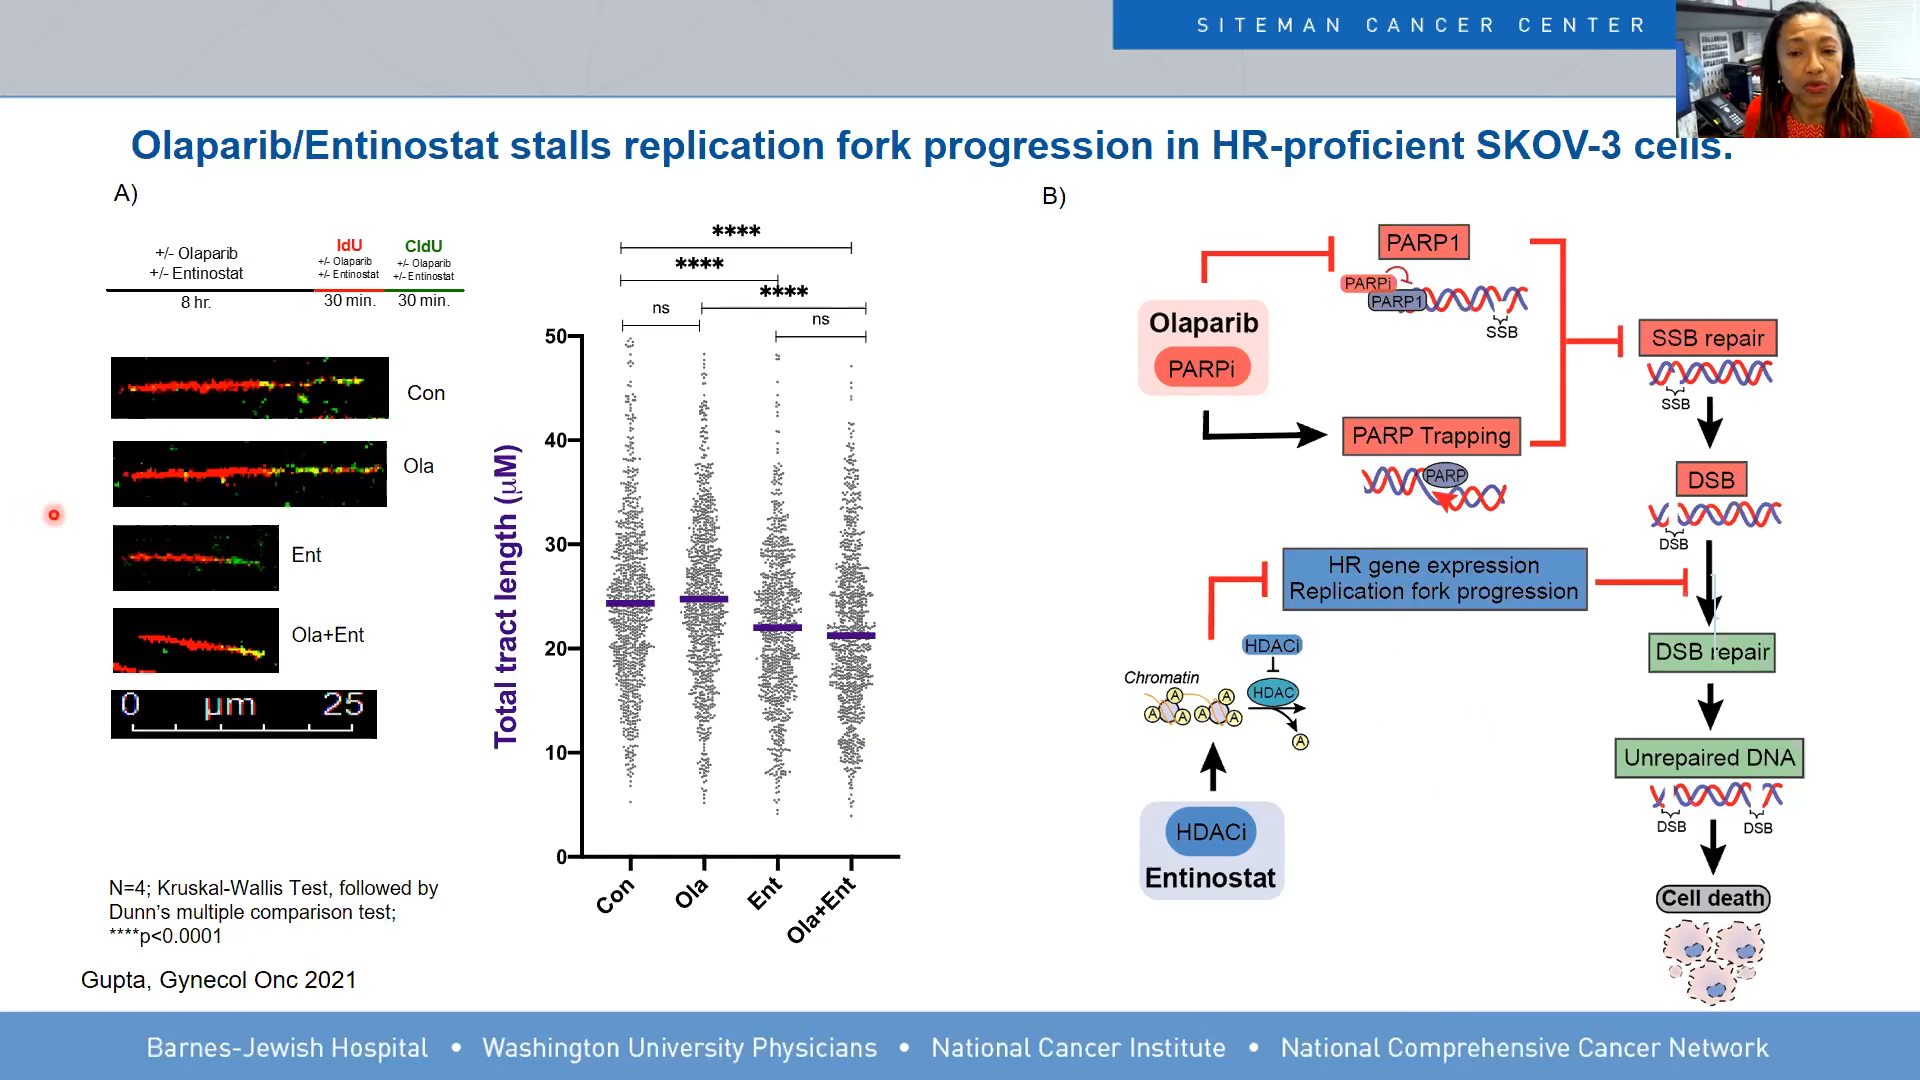 SITEMAN CANCER CENTER
Olaparib/Entinostat stalls replication fork progression in HR-proficient SKOV-3 cells.
A)
+/- Olaparib
+/- Entinostat
8 hr.
IdU
+/- Olaparib
+/- Entinostat
30 min.
CldU
+/- Olaparib
+/- Entinostat
30 min.
Con
Ola
Ent
Ola+Ent
0 µm 25
****
****
****
ns
ns
Total tract length (µM)
50
40
30
20
10
0
Con
Ola
Ent
Ola+Ent
N=4; Kruskal-Wallis Test, followed by
Dunn's multiple comparison test;
****p<0.0001
Gupta, Gynecol Onc 2021
B)
Olaparib
PARPi
PARP1
PARPi
PARP1
SSB
PARP Trapping
PARP
SSB repair
SSB
DSB
DSB
HR gene expression
Replication fork progression
HDACi
HDAC
Chromatin
A
A
A
A
A
A
A
HDACi
Entinostat
DSB repair
Unrepaired DNA
DSB
DSB
Cell death
Barnes-Jewish Hospital • Washington University Physicians • National Cancer Institute • National Comprehensive Cancer Network